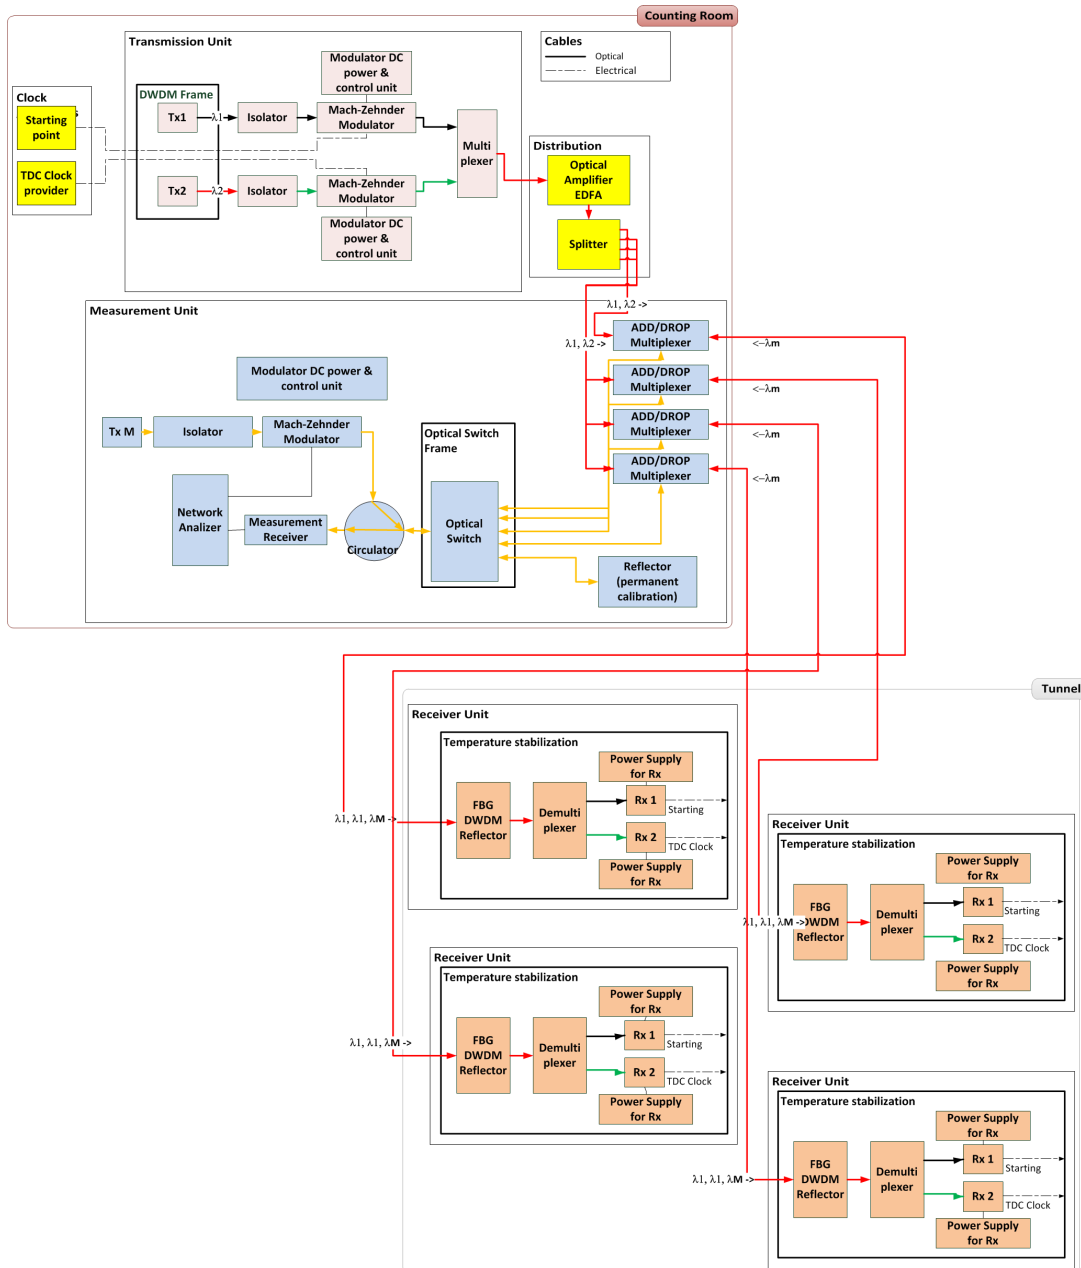 Counting Room
Transmission Unit
Cables
Optical
Electrical
Modulator DC
power &
control unit
Clock
s
Starting
point
TDC Clock
provider
DWDM Frame
Tx1
λ1
Isolator
Mach-Zehnder
Modulator
Multi
plexer
Tx2
λ2
Isolator
Mach-Zehnder
Modulator
Modulator DC
power &
control unit
Distribution
Optical
Amplifier
EDFA
Splitter
λ1, λ2 ->
λ1, λ2 ->
Measurement Unit
ADD/DROP
Multiplexer
<−λm
ADD/DROP
Multiplexer
<−λm
ADD/DROP
Multiplexer
<−λm
ADD/DROP
Multiplexer
<−λm
Modulator DC power &
control unit
Tx M
Isolator
Mach-Zehnder
Modulator
Optical Switch
Frame
Network
Analizer
Measurement
Receiver
Circulator
Optical
Switch
Reflector
(permanent
calibration)
Tunnel
Receiver Unit
Temperature stabilization
Power Supply
for Rx
λ1, λ1, λM ->
FBG
DWDM
Reflector
Demulti
plexer
Rx 1
Starting
Rx 2
TDC Clock
Power Supply
for Rx
Receiver Unit
Temperature stabilization
Power Supply
for Rx
λ1, λ1, λM ->
FBG
DWDM
Reflector
Demulti
plexer
Rx 1
Starting
Rx 2
TDC Clock
Power Supply
for Rx
Receiver Unit
Temperature stabilization
Power Supply
for Rx
λ1, λ1, λM ->
FBG
DWDM
Reflector
Demulti
plexer
Rx 1
Starting
Rx 2
TDC Clock
Power Supply
for Rx
Receiver Unit
Temperature stabilization
Power Supply
for Rx
λ1, λ1, λM ->
FBG
DWDM
Reflector
Demulti
plexer
Rx 1
Starting
Rx 2
TDC Clock
Power Supply
for Rx